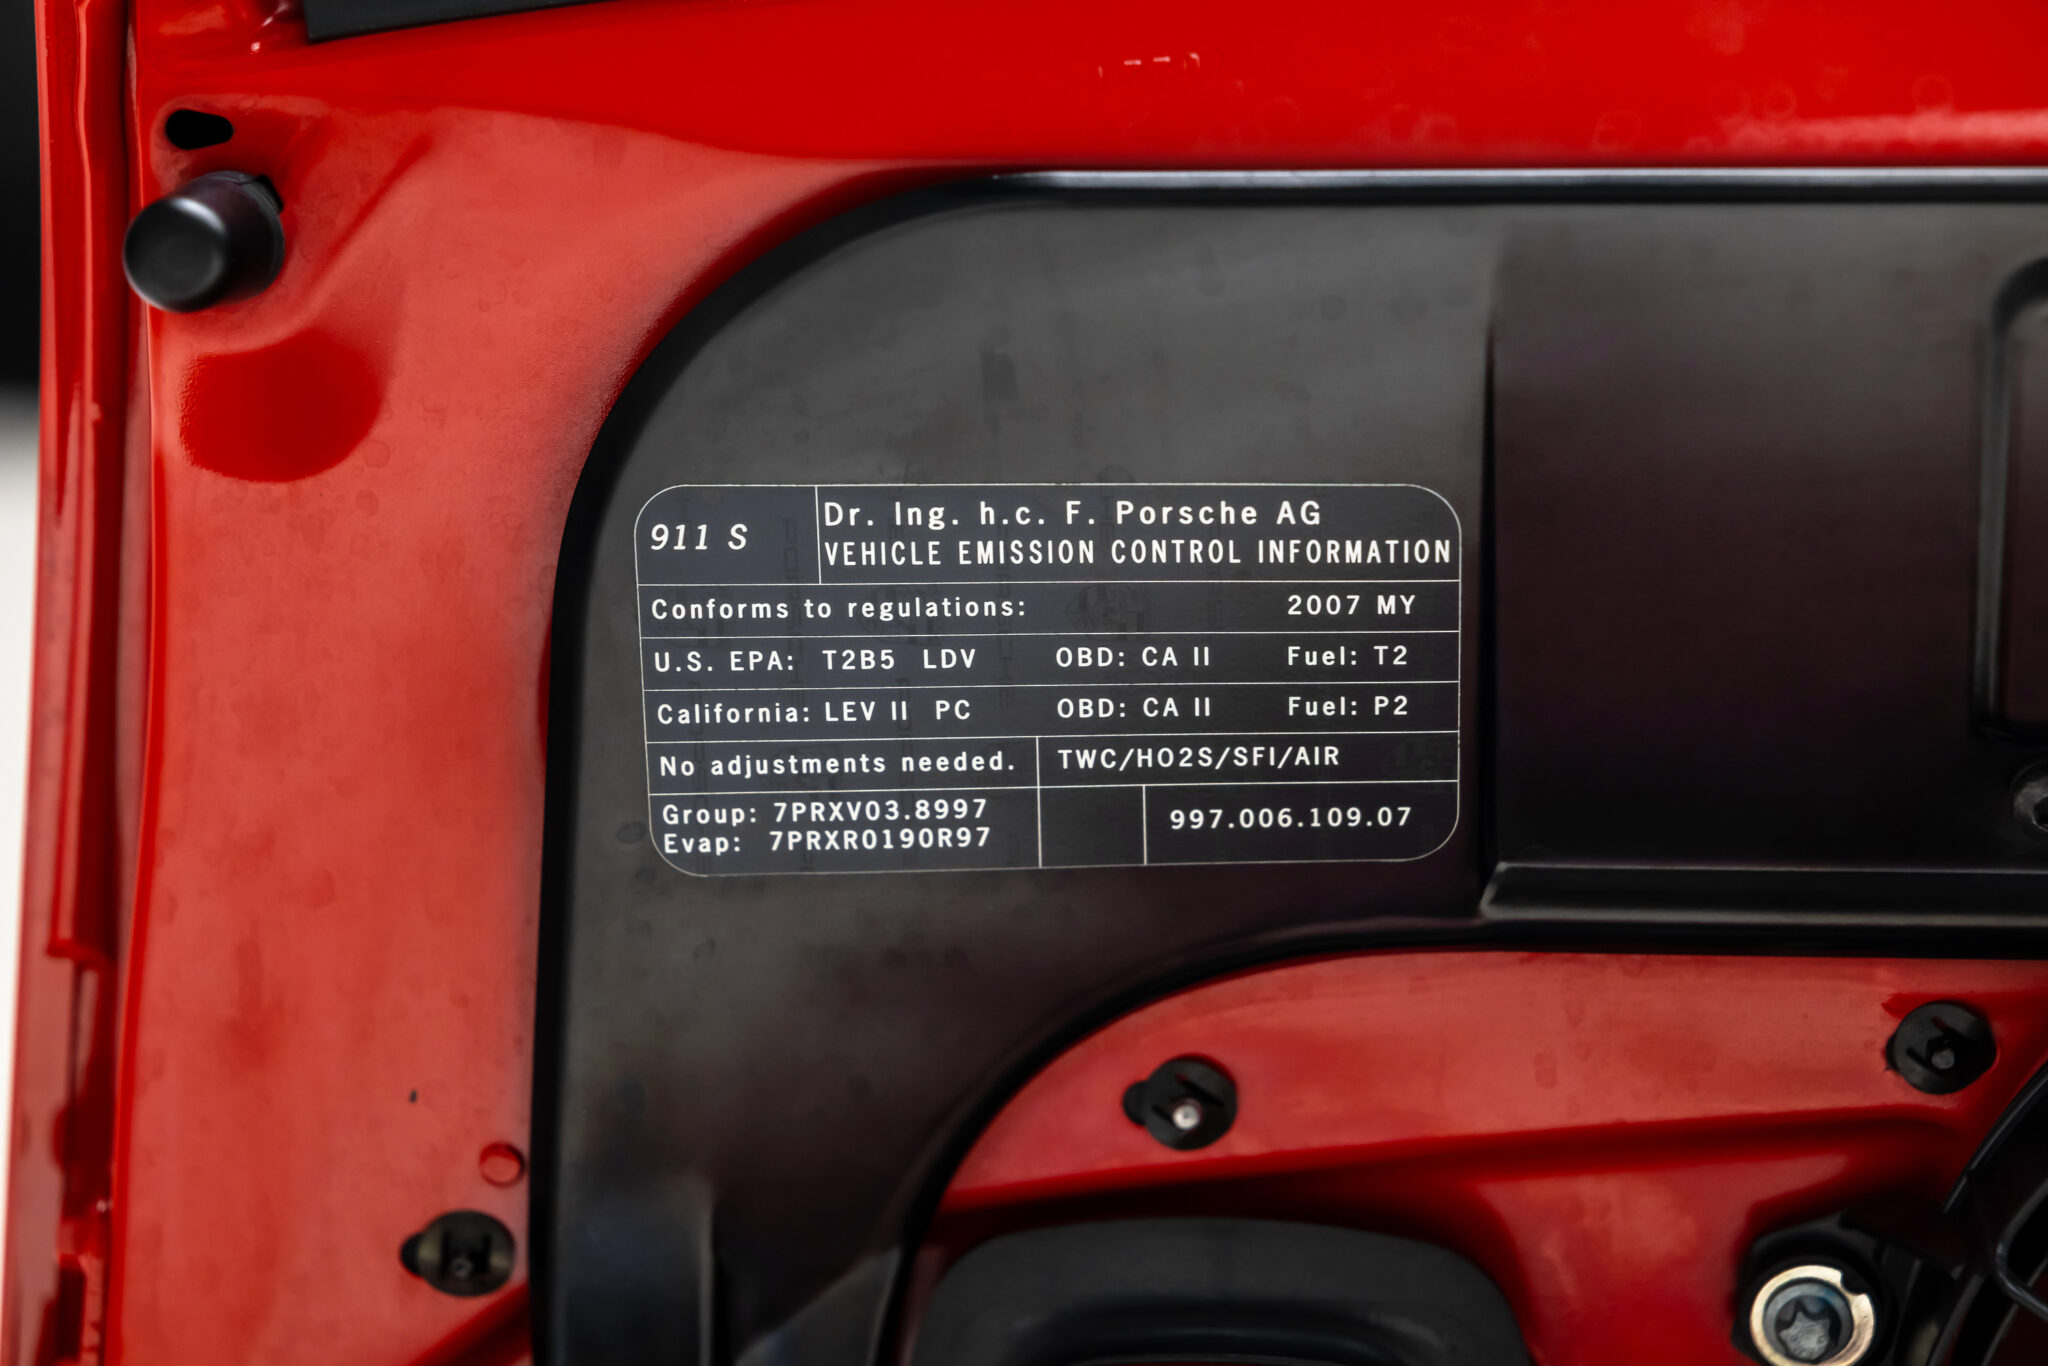 911 S
Dr. Ing. h.c. F. Porsche AG
VEHICLE EMISSION CONTROL INFORMATION
Conforms to regulations: 2007 MY
U.S. EPA: T2B5 LDV OBD: CA II Fuel: T2
California: LEV II PC OBD: CA II Fuel: P2
No adjustments needed. TWC/HO2S/SFI/AIR
Group: 7PRXV03.8997
Evap: 7PRXR0190R97
997.006.109.07